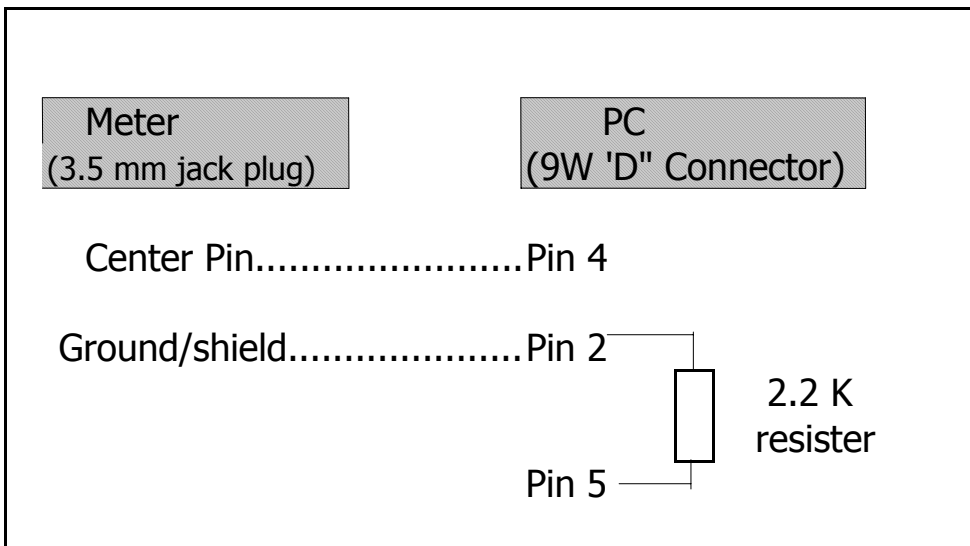 Meter
(3.5 mm jack plug)
PC
(9W 'D" Connector)
Center Pin........................Pin 4
Ground/shield.....................Pin 2
2.2 K
resister
Pin 5